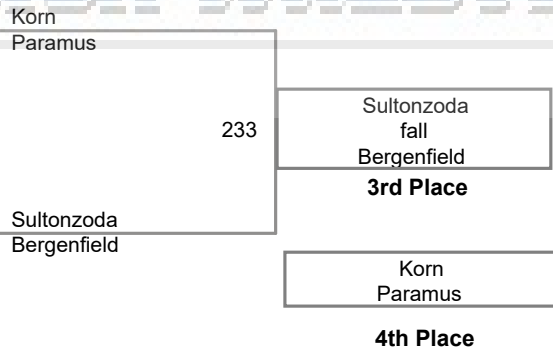 Korn
Paramus
233
Sultonzoda
fall
Bergenfield
3rd Place
Sultonzoda
Bergenfield
Korn
Paramus
4th Place